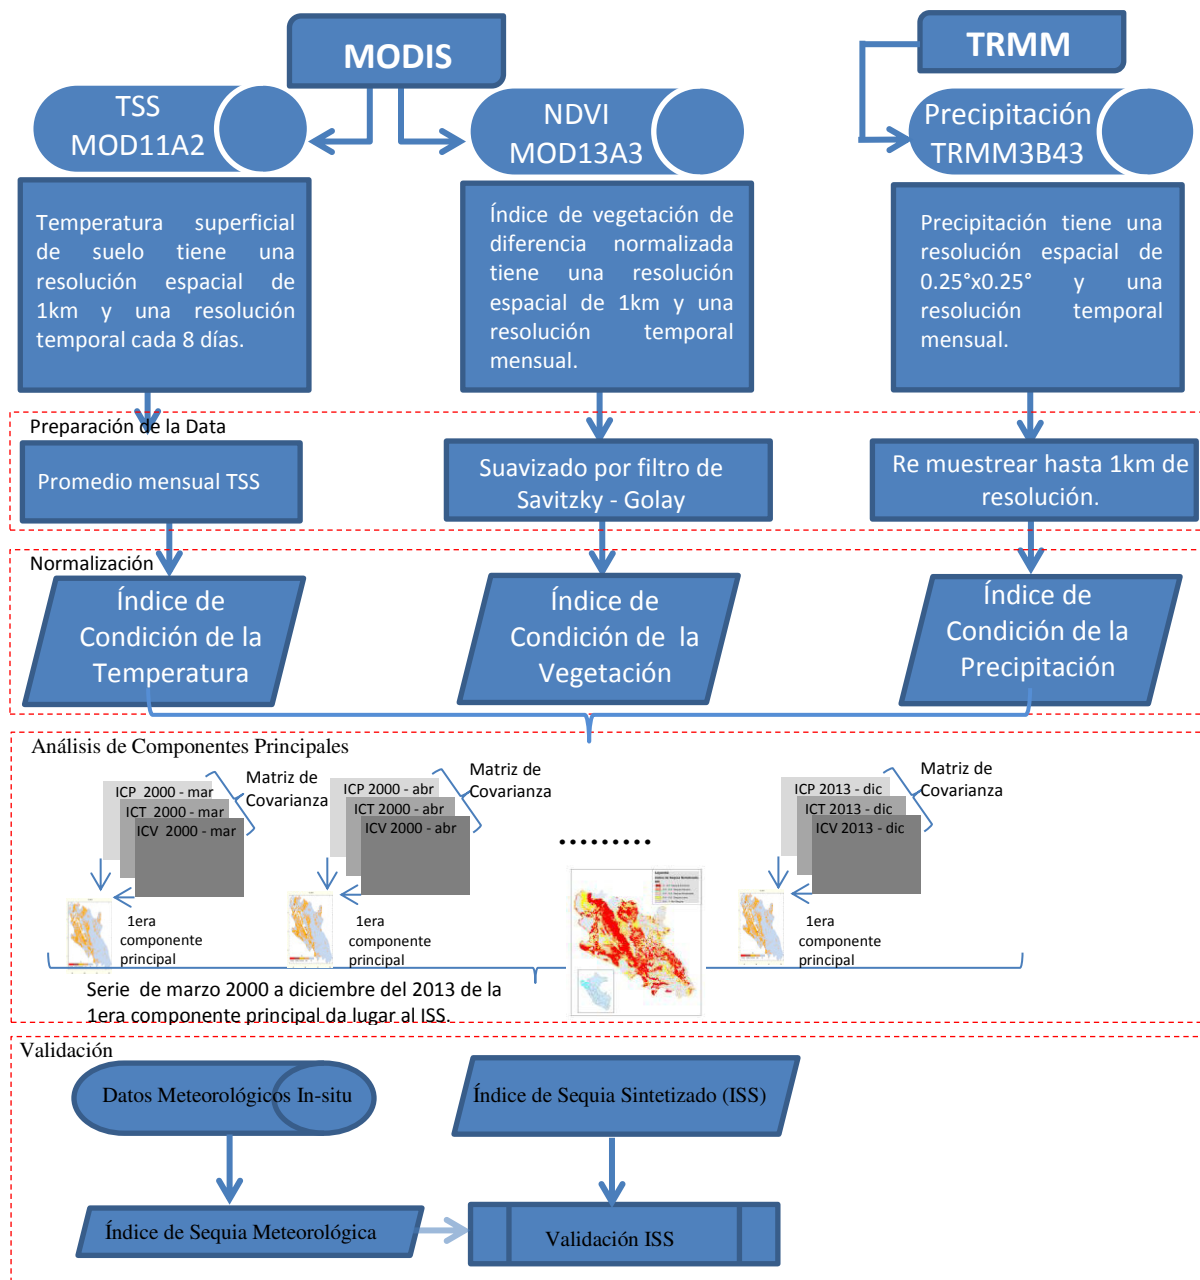 MODIS
TRMM
TSS
MOD11A2
NDVI
MOD13A3
Precipitación
TRMM3B43
Temperatura superficial
de suelo tiene una
resolución espacial de
1km y una resolución
temporal cada 8 días.
Índice de vegetación de
diferencia normalizada
tiene una resolución
espacial de 1km y una
resolución temporal
mensual.
Precipitación tiene una
resolución espacial de
0.25°x0.25° y una
resolución temporal
mensual.
Preparación de la Data
Promedio mensual TSS
Suavizado por filtro de
Savitzky - Golay
Re muestrear hasta 1km de
resolución.
Normalización
Índice de
Condición de la
Temperatura
Índice de
Condición de la
Vegetación
Índice de
Condición de la
Precipitación
Análisis de Componentes Principales
ICP 2000 - mar
ICT 2000 - mar
ICV 2000 - mar
Matriz de
Covarianza
1era
componente
principal
ICP 2000 - abr
ICT 2000 - abr
ICV 2000 - abr
Matriz de
Covarianza
1era
componente
principal
.........
ICP 2013 - dic
ICT 2013 - dic
ICV 2013 - dic
Matriz de
Covarianza
1era
componente
principal
Serie de marzo 2000 a diciembre del 2013 de la
1era componente principal da lugar al ISS.
Validación
Datos Meteorológicos In-situ
Índice de Sequia Sintetizado (ISS)
Índice de Sequia Meteorológica
Validación ISS